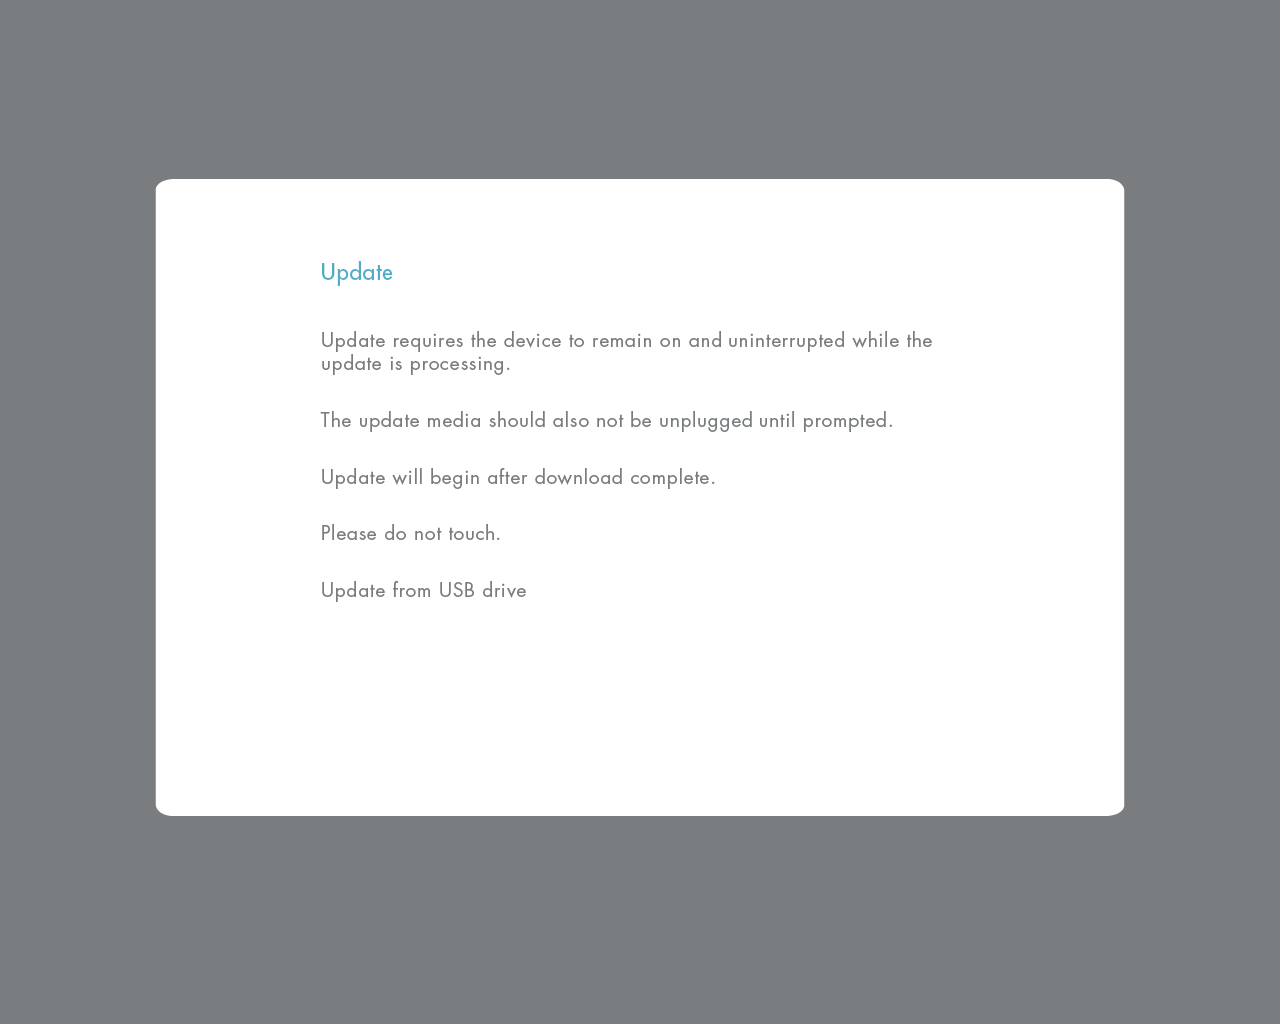 Update
Update requires the device to remain on and uninterrupted while the
update is processing.
The update media should also not be unplugged until prompted.
Update will begin after download complete.
Please do not touch.
Update from USB drive